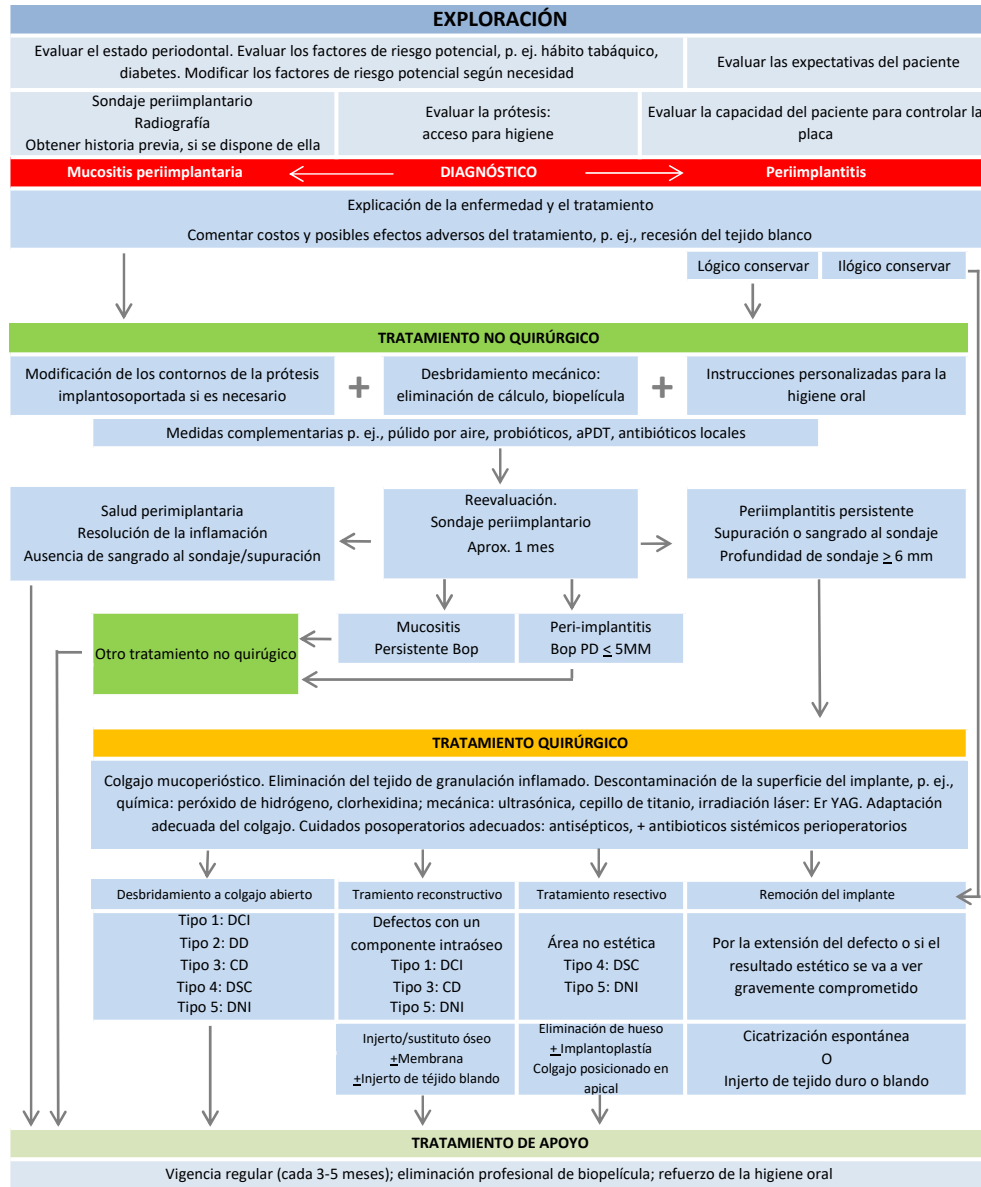 EXPLORACIÓN
Evaluar el estado periodontal. Evaluar los factores de riesgo potencial, p. ej. hábito tabáquico,
diabetes. Modificar los factores de riesgo potencial según necesidad
Evaluar las expectativas del paciente
Sondaje periimplantario
Radiografía
Obtener historia previa, si se dispone de ella
Evaluar la prótesis:
acceso para higiene
Evaluar la capacidad del paciente para controlar la
placa
Mucositis periimplantaria
DIAGNÓSTICO
Periimplantitis
Explicación de la enfermedad y el tratamiento
Comentar costos y posibles efectos adversos del tratamiento, p. ej., recesión del tejido blanco
Lógico conservar
Ilógico conservar
TRATAMIENTO NO QUIRÚRGICO
Modificación de los contornos de la prótesis
implantosoportada si es necesario
+
Desbridamiento mecánico:
eliminación de cálculo, biopelícula
+
Instrucciones personalizadas para la
higiene oral
Medidas complementarias p. ej., púlido por aire, probióticos, aPDT, antibióticos locales
Salud perimiplantaria
Resolución de la inflamación
Ausencia de sangrado al sondaje/supuración
Reevaluación.
Sondaje periimplantario
Aprox. 1 mes
Periimplantitis persistente
Supuración o sangrado al sondaje
Profundidad de sondaje ≥ 6 mm
Otro tratamiento no quirúgico
Mucositis
Persistente Bop
Peri-implantitis
Bop PD ≤ 5MM
TRATAMIENTO QUIRÚRGICO
Colgajo mucoperióstico. Eliminación del tejido de granulación inflamado. Descontaminación de la superficie del implante, p. ej.,
química: peróxido de hidrógeno, clorhexidina; mecánica: ultrasónica, cepillo de titanio, irradiación láser: Er YAG. Adaptación
adecuada del colgajo. Cuidados posoperatorios adecuados: antisépticos, + antibioticos sistémicos perioperatorios
Desbridamiento a colgajo abierto
Tipo 1: DCI
Tipo 2: DD
Tipo 3: CD
Tipo 4: DSC
Tipo 5: DNI
Tramiento reconstructivo
Defectos con un
componente intraóseo
Tipo 1: DCI
Tipo 3: CD
Tipo 5: DNI
Injerto/sustituto óseo
±Membrana
±Injerto de téjido blando
Tratamiento resectivo
Área no estética
Tipo 4: DSC
Tipo 5: DNI
Eliminación de hueso
± Implantoplastía
Colgajo posicionado en
apical
Remoción del implante
Por la extensión del defecto o si el
resultado estético se va a ver
gravemente comprometido
Cicatrización espontánea
O
Injerto de tejido duro o blando
TRATAMIENTO DE APOYO
Vigencia regular (cada 3-5 meses); eliminación profesional de biopelícula; refuerzo de la higiene oral